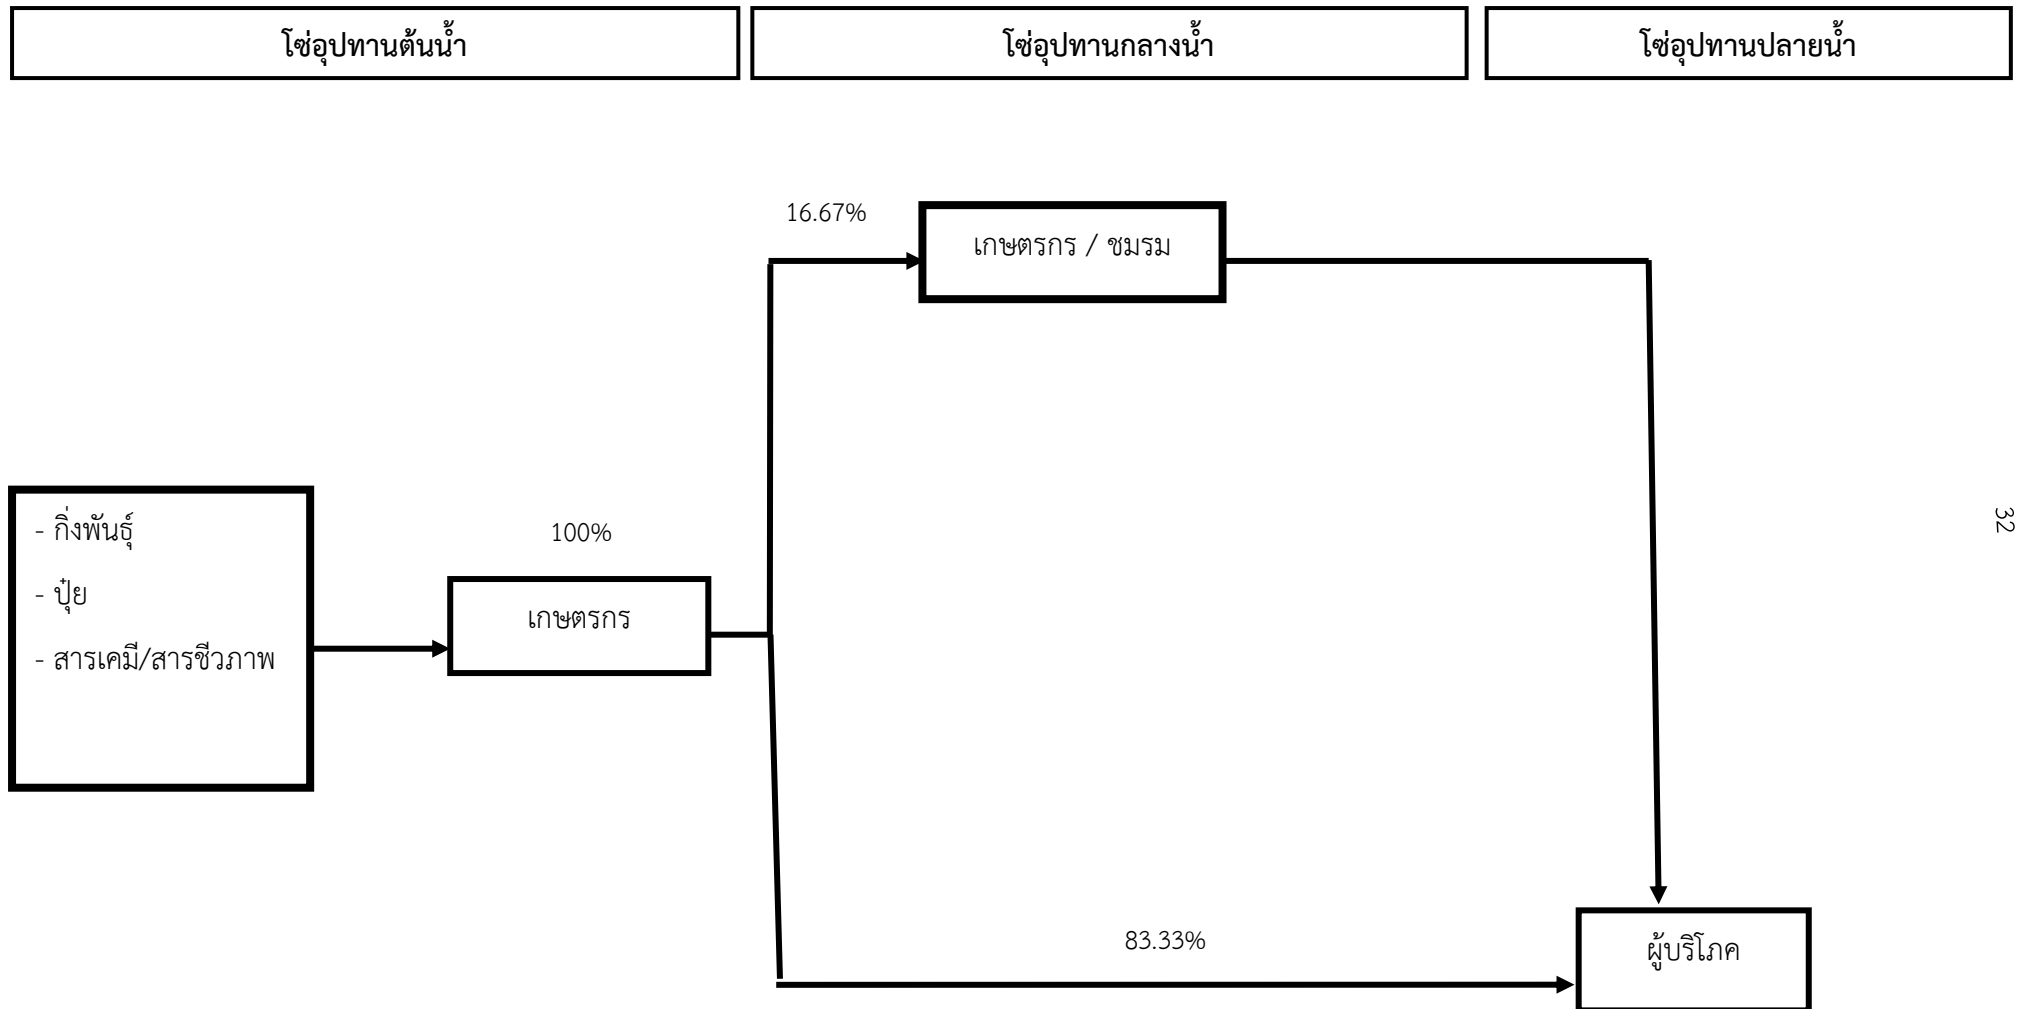 โซ่อุปทานต้นน้ำ
โซ่อุปทานกลางน้ำ
โซ่อุปทานปลายน้ำ
16.67%
เกษตรกร / ชมรม
- กิ่งพันธุ์
- ปุ๋ย
- สารเคมี/สารชีวภาพ
100%
เกษตรกร
32
83.33%
ผู้บริโภค